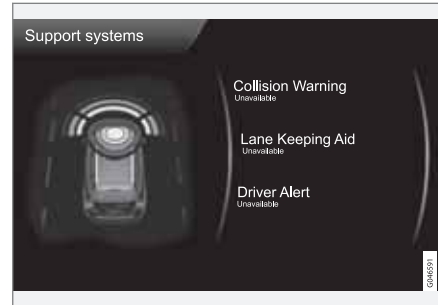 Support systems
Collision Warning
Unavailable
Lane Keeping Aid
Unavailable
Driver Alert
Unavailable
G046591